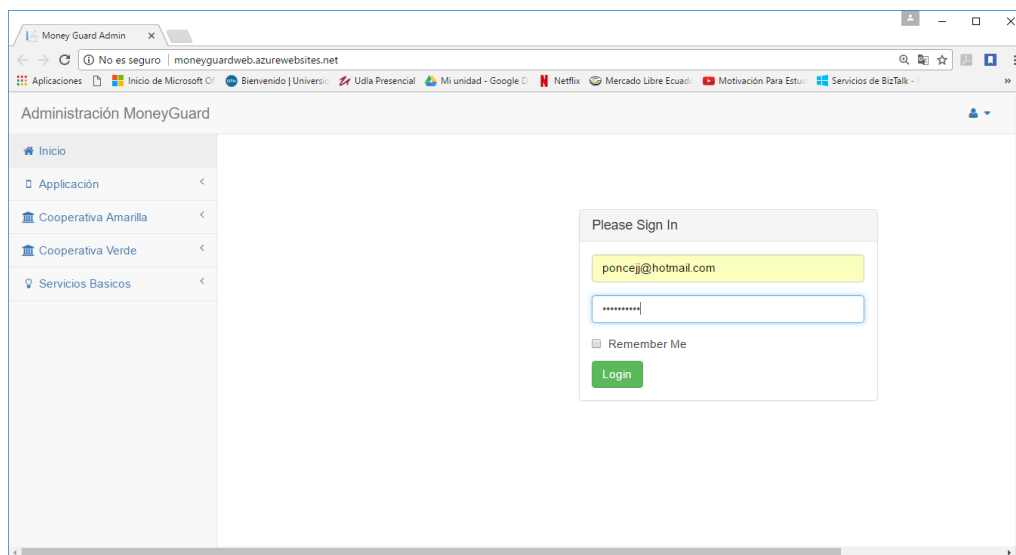 Money Guard Admin
No es seguro | moneyguardweb.azurewebsites.net
Aplicaciones Inicio de Microsoft Of Bienvenido | Universi Udla Presencial Mi unidad - Google D Netflix Mercado Libre Ecuad Motivación Para Estu Servicios de BizTalk - »
Administración MoneyGuard
Inicio
Applicación
Cooperativa Amarilla
Cooperativa Verde
Servicios Basicos
Please Sign In
poncejj@hotmail.com
••••••••••
Remember Me
Login